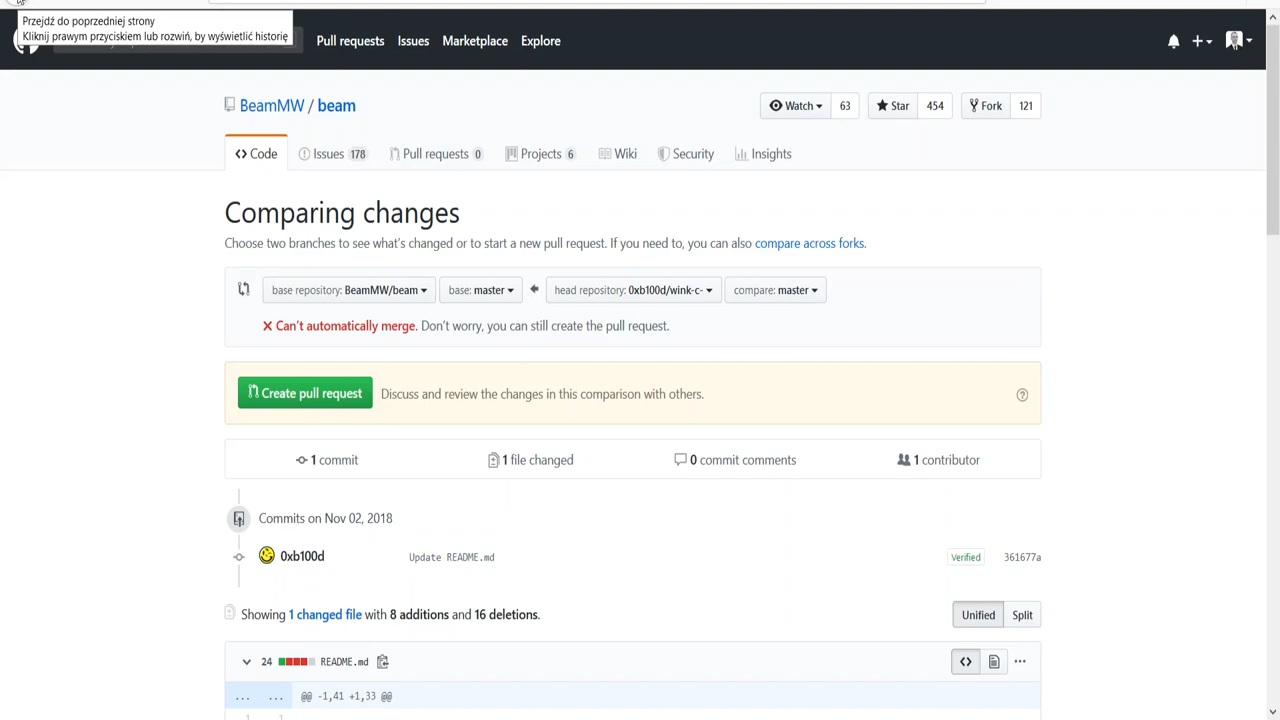 Przejdź do poprzedniej strony
Kliknij prawym przyciskiem lub rozwiń, by wyświetlić historię
Pull requests Issues Marketplace Explore
BeamMW / beam
Watch 63 Star 454 Fork 121
Code Issues 178 Pull requests 0 Projects 6 Wiki Security Insights
Comparing changes
Choose two branches to see what's changed or to start a new pull request. If you need to, you can also compare across forks.
base repository: BeamMW/beam base: master head repository: 0xb100d/wink-c- compare: master
Can't automatically merge. Don't worry, you can still create the pull request.
Create pull request Discuss and review the changes in this comparison with others.
1 commit 1 file changed 0 commit comments 1 contributor
Commits on Nov 02, 2018
0xb100d Update README.md Verified 361677a
Showing 1 changed file with 8 additions and 16 deletions. Unified Split
24 README.md
... ... @@ -1,41 +1,33 @@
1 1